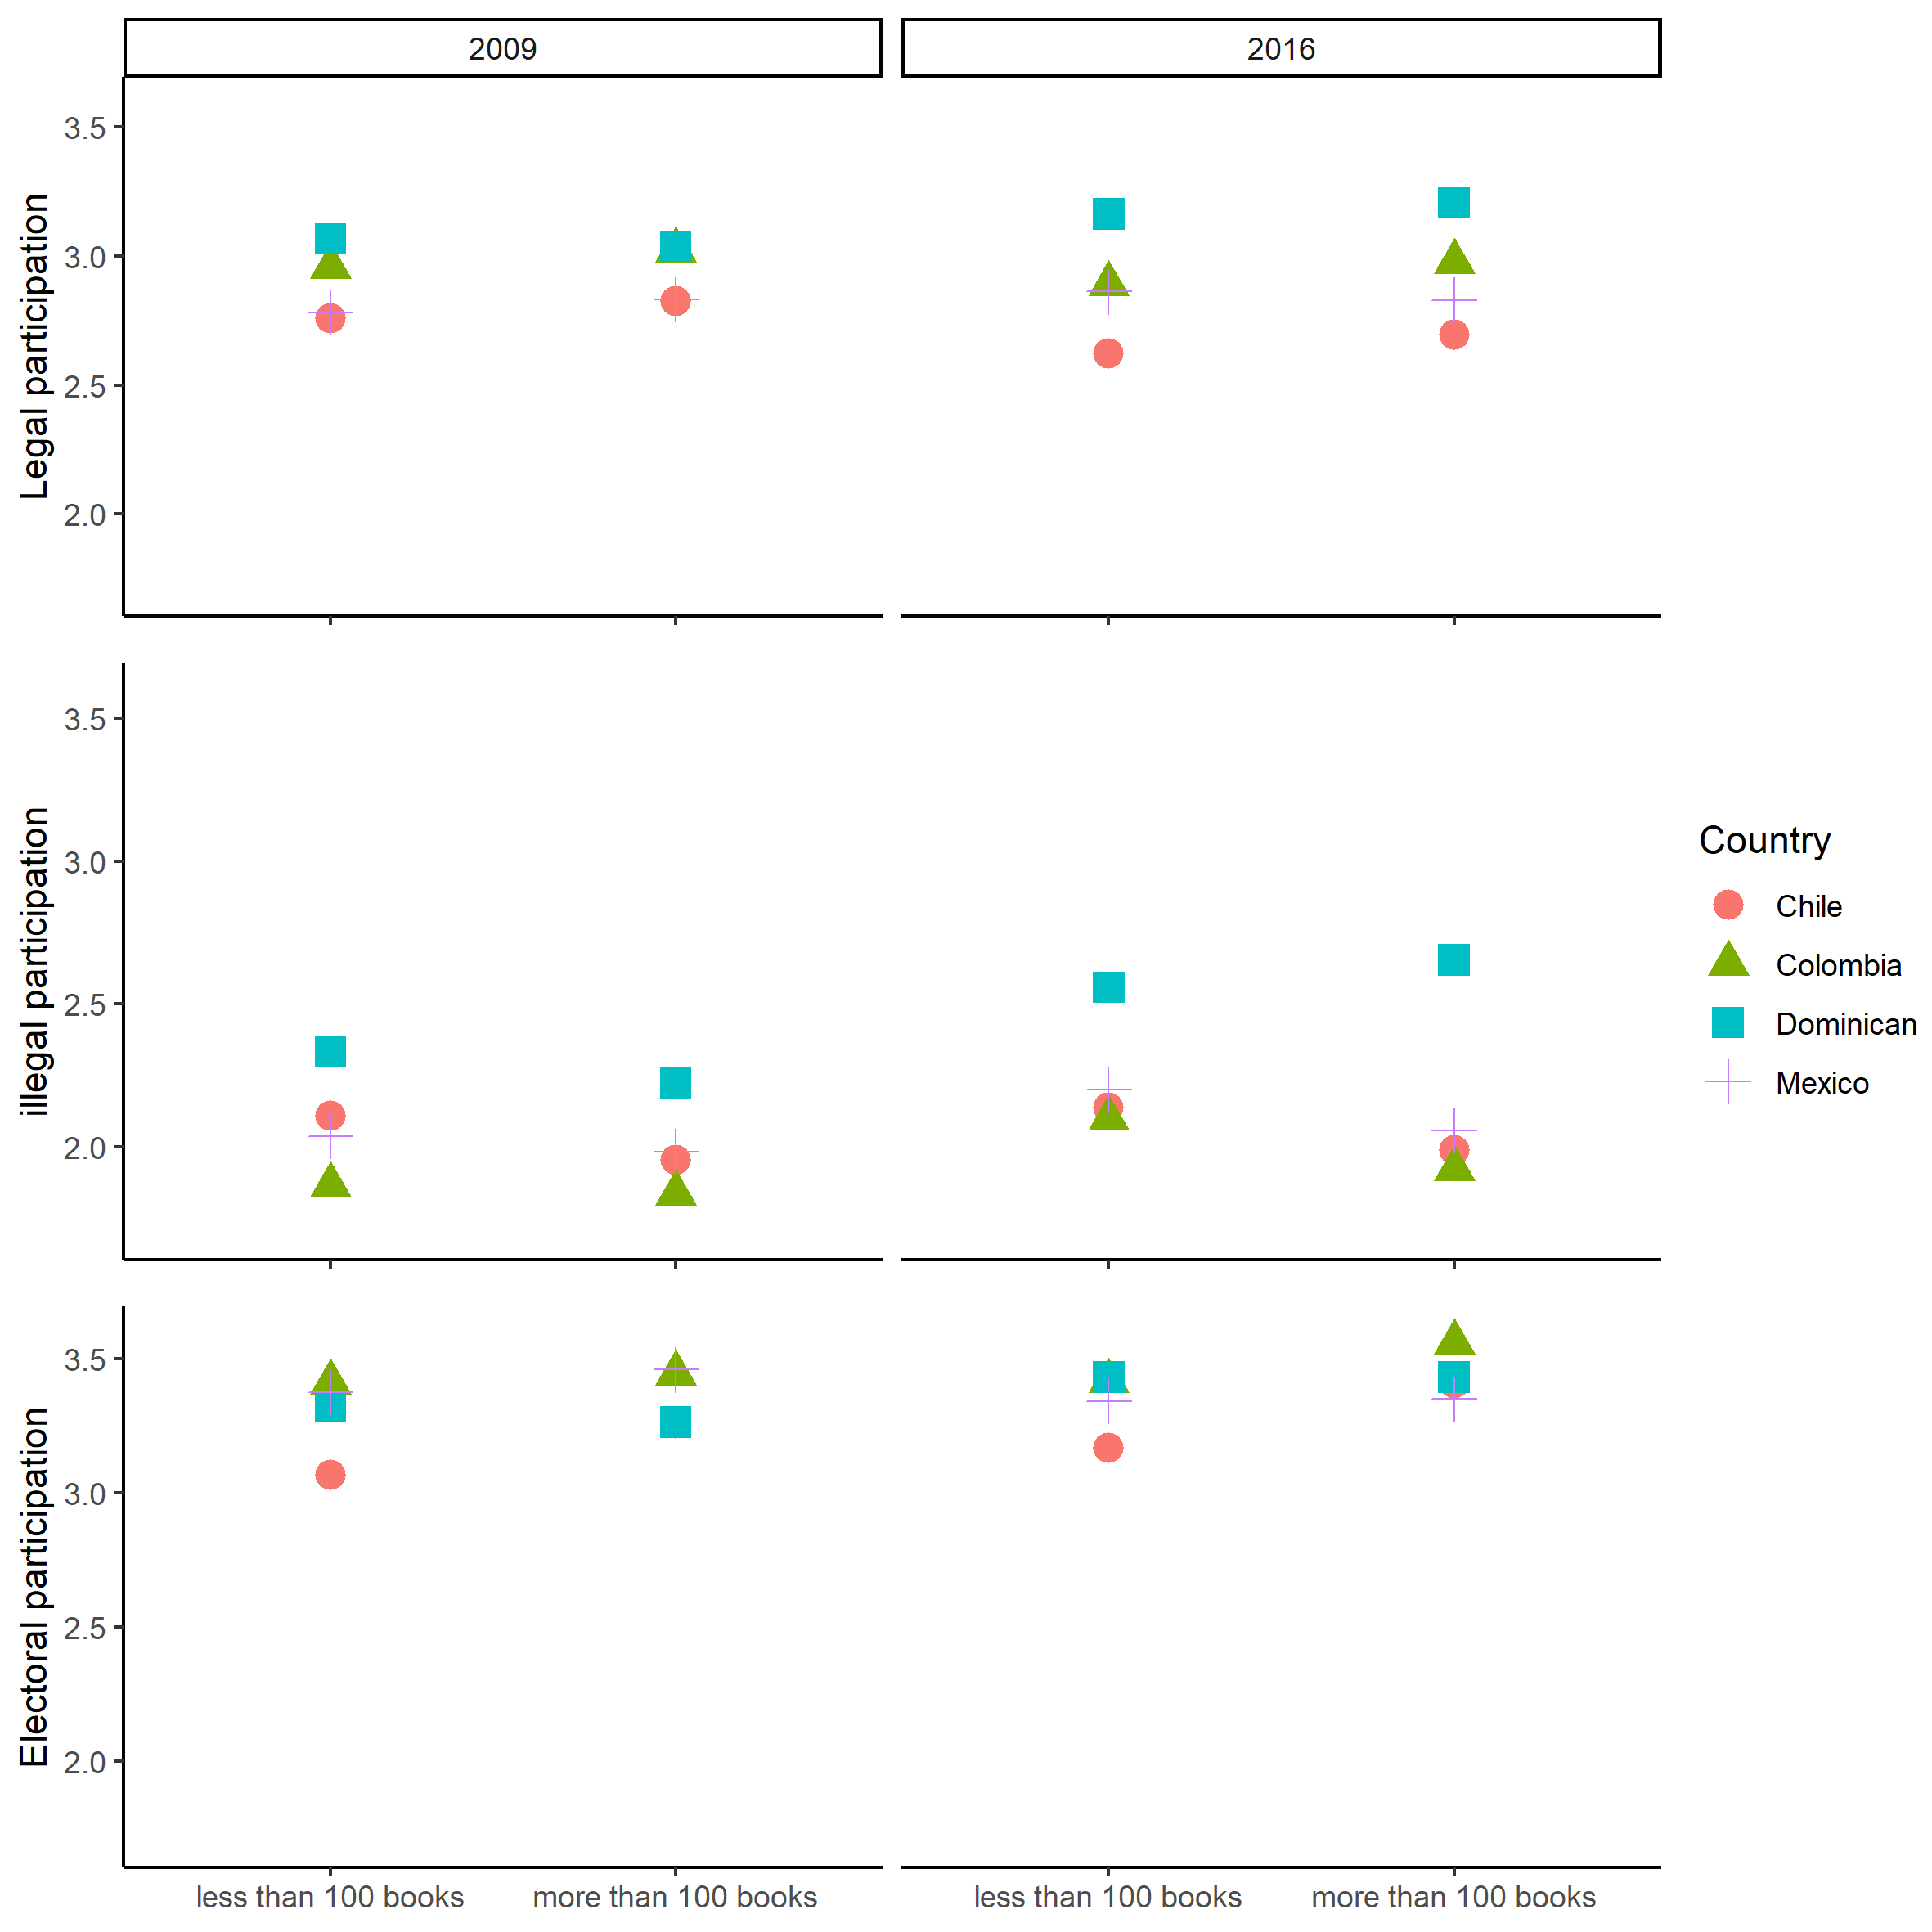 2009
2016
Legal participation
3.5
3.0
2.5
2.0
illegal participation
3.5
3.0
2.5
2.0
Electoral participation
3.5
3.0
2.5
2.0
less than 100 books
more than 100 books
less than 100 books
more than 100 books
Country
Chile
Colombia
Dominican
Mexico